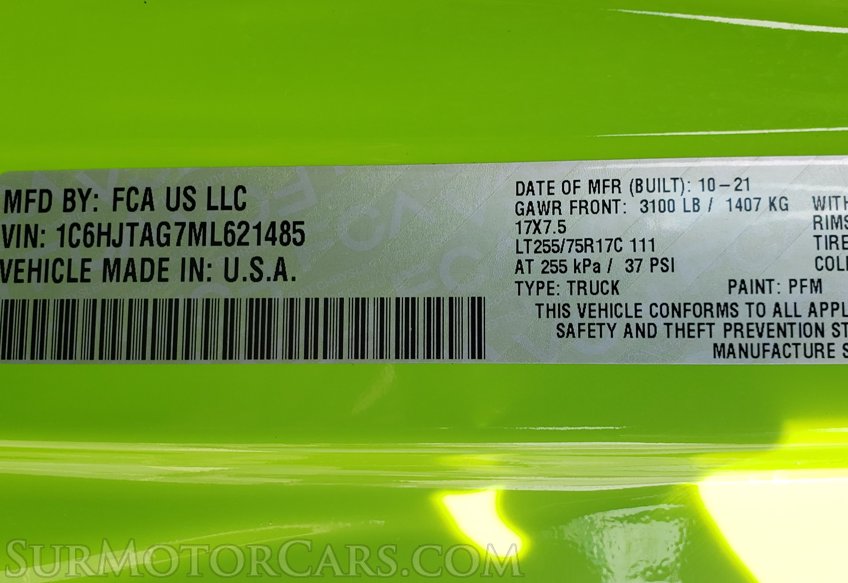 MFD BY: FCA US LLC
VIN: 1C6HJTAG7ML621485
VEHICLE MADE IN: U.S.A.
DATE OF MFR (BUILT): 10-21
GAWR FRONT: 3100 LB / 1407 KG WITH
17X7.5 RIMS
LT255/75R17C 111 TIRE
AT 255 kPa / 37 PSI COL
TYPE: TRUCK PAINT: PFM
THIS VEHICLE CONFORMS TO ALL APPL
SAFETY AND THEFT PREVENTION ST
MANUFACTURE S
SURMOTORCARS.COM